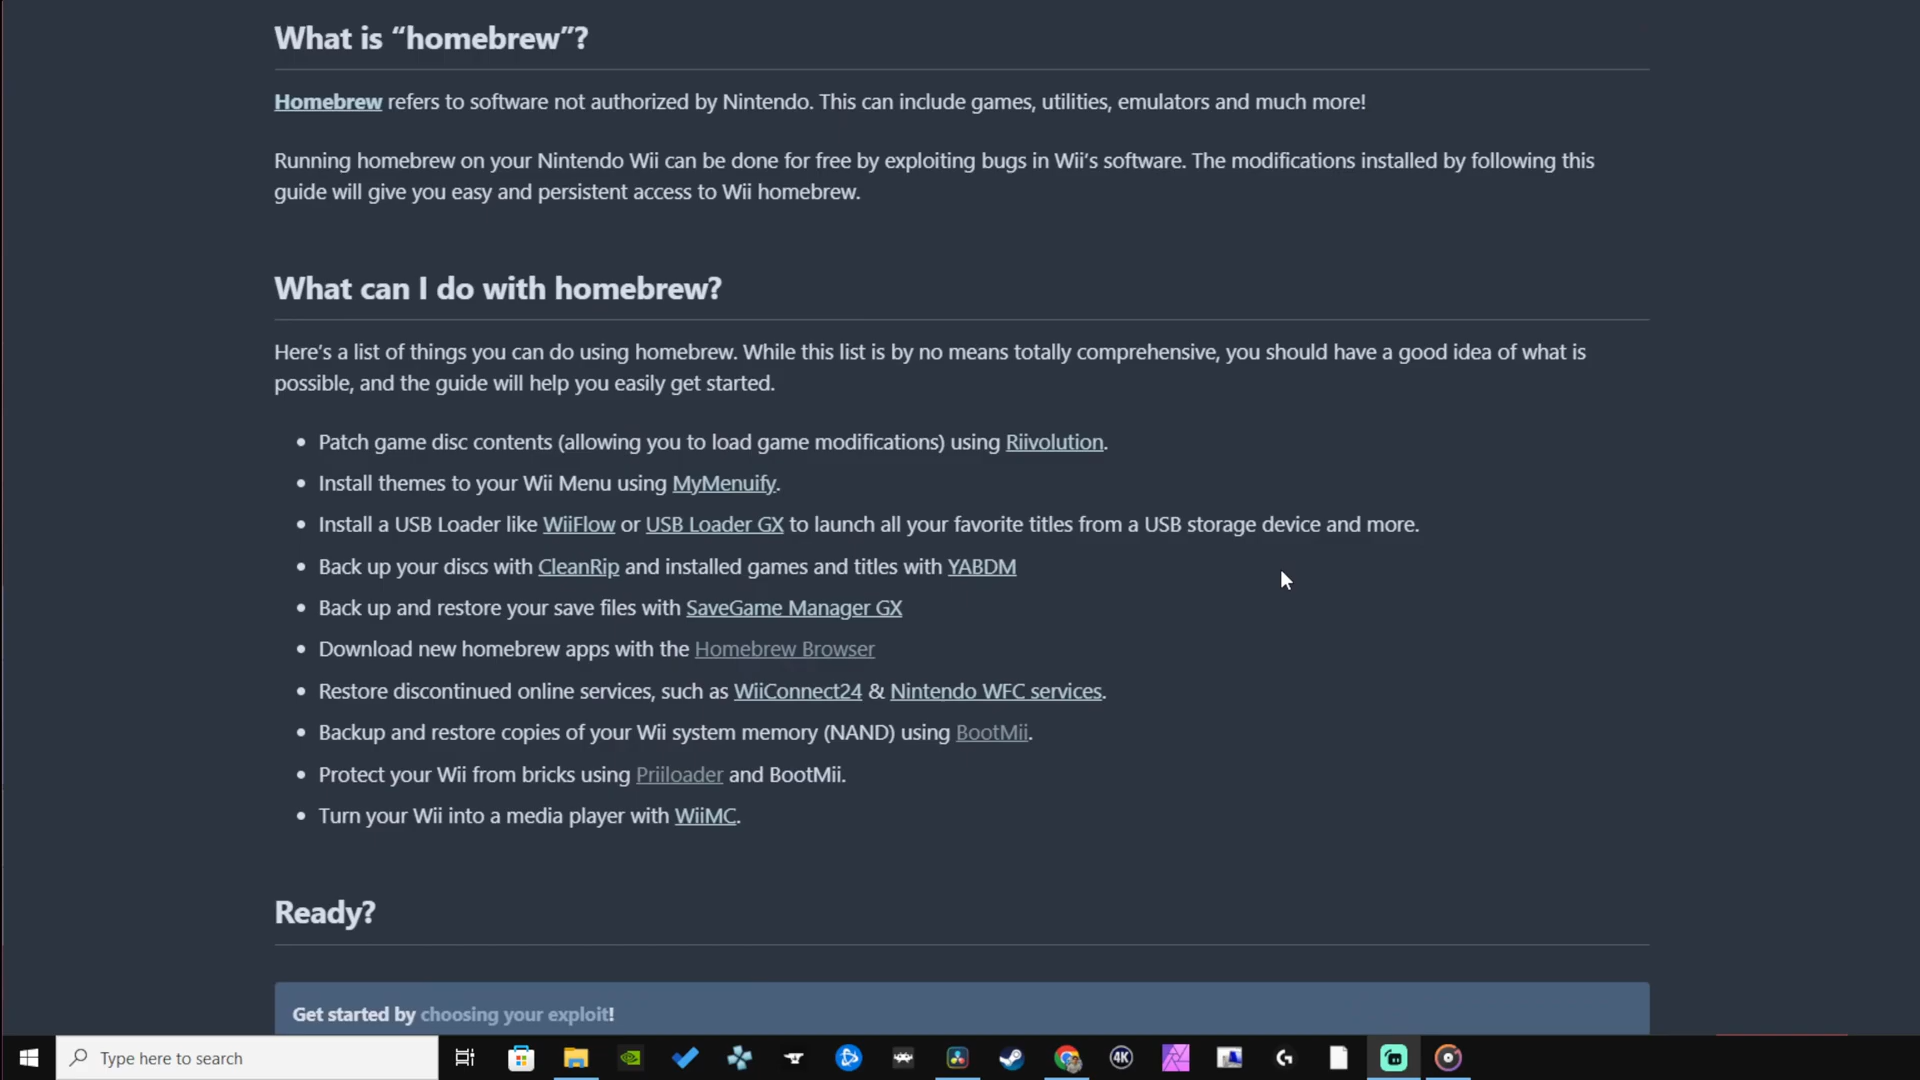 What is “homebrew”?
Homebrew refers to software not authorized by Nintendo. This can include games, utilities, emulators and much more!
Running homebrew on your Nintendo Wii can be done for free by exploiting bugs in Wii’s software. The modifications installed by following this
guide will give you easy and persistent access to Wii homebrew.
What can I do with homebrew?
Here’s a list of things you can do using homebrew. While this list is by no means totally comprehensive, you should have a good idea of what is
possible, and the guide will help you easily get started.
• Patch game disc contents (allowing you to load game modifications) using Riivolution.
• Install themes to your Wii Menu using MyMenuify.
• Install a USB Loader like WiiFlow or USB Loader GX to launch all your favorite titles from a USB storage device and more.
• Back up your discs with CleanRip and installed games and titles with YABDM
• Back up and restore your save files with SaveGame Manager GX
• Download new homebrew apps with the Homebrew Browser
• Restore discontinued online services, such as WiiConnect24 & Nintendo WFC services.
• Backup and restore copies of your Wii system memory (NAND) using BootMii.
• Protect your Wii from bricks using Priiloader and BootMii.
• Turn your Wii into a media player with WiiMC.
Ready?
Get started by choosing your exploit!
Type here to search
4K